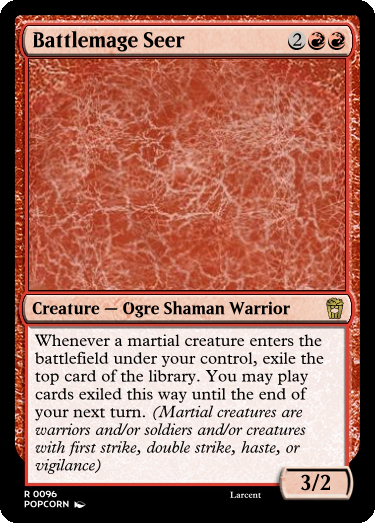 Battlemage Seer 2
Creature — Ogre Shaman Warrior
Whenever a martial creature enters the
battlefield under your control, exile the
top card of the library. You may play
cards exiled this way until the end of
your next turn. (Martial creatures are
warriors and/or soldiers and/or creatures
with first strike, double strike, haste, or
vigilance)
3/2
R 0096
POPCORN
Larcent